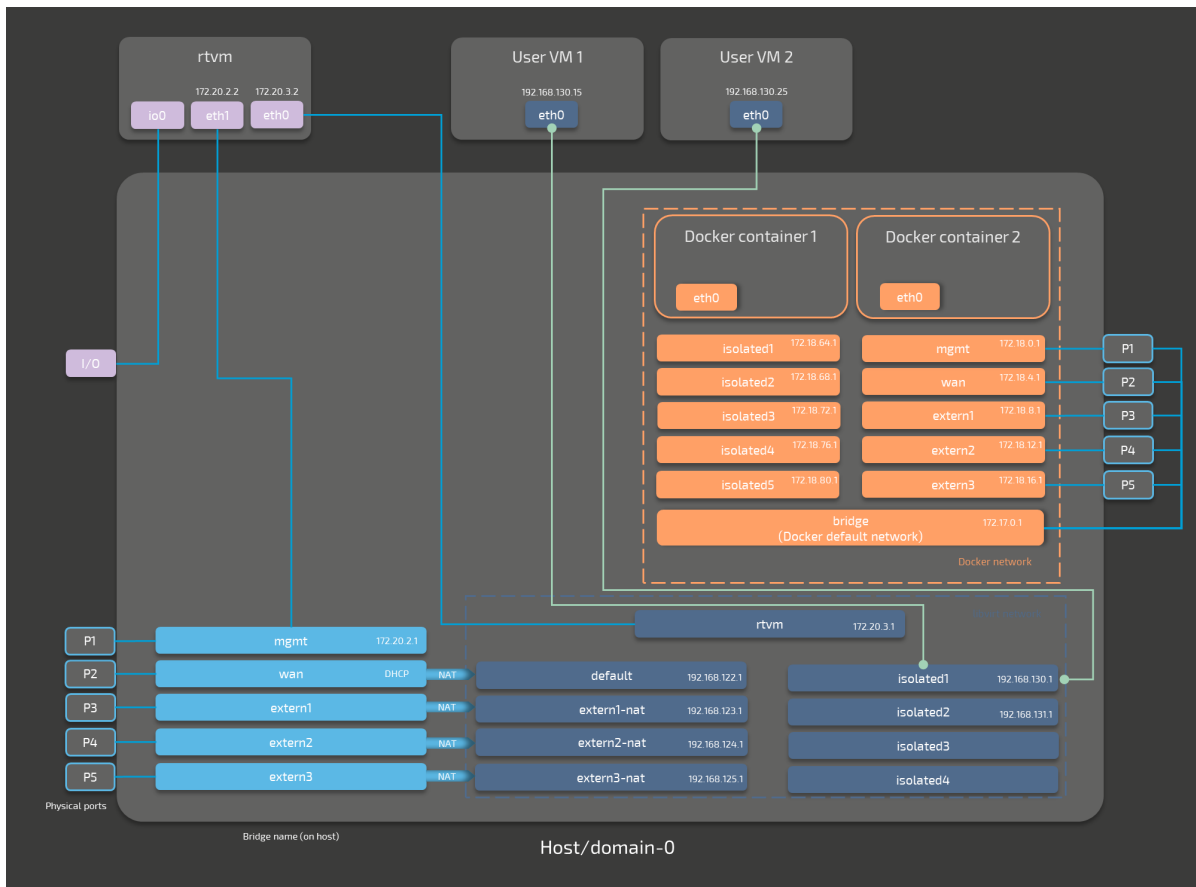 rtvm
172.20.2.2
172.20.3.2
io0
eth1
eth0
User VM 1
192.168.130.15
eth0
User VM 2
192.168.130.25
eth0
Docker container 1
eth0
Docker container 2
eth0
I/O
isolated1 172.18.64.1
isolated2 172.18.68.1
isolated3 172.18.72.1
isolated4 172.18.76.1
isolated5 172.18.80.1
mgmt 172.18.0.1
wan 172.18.4.1
extern1 172.18.8.1
extern2 172.18.12.1
extern3 172.18.16.1
P1
P2
P3
P4
P5
bridge 172.17.0.1
(Docker default network)
Docker network
rtvm 172.20.3.1
P1
P2
P3
P4
P5
Physical ports
mgmt 172.20.2.1
wan DHCP
extern1
extern2
extern3
NAT
NAT
NAT
NAT
default 192.168.122.1
extern1-nat 192.168.123.1
extern2-nat 192.168.124.1
extern3-nat 192.168.125.1
isolated1 192.168.130.1
isolated2 192.168.131.1
isolated3
isolated4
Bridge name (on host)
Host/domain-0